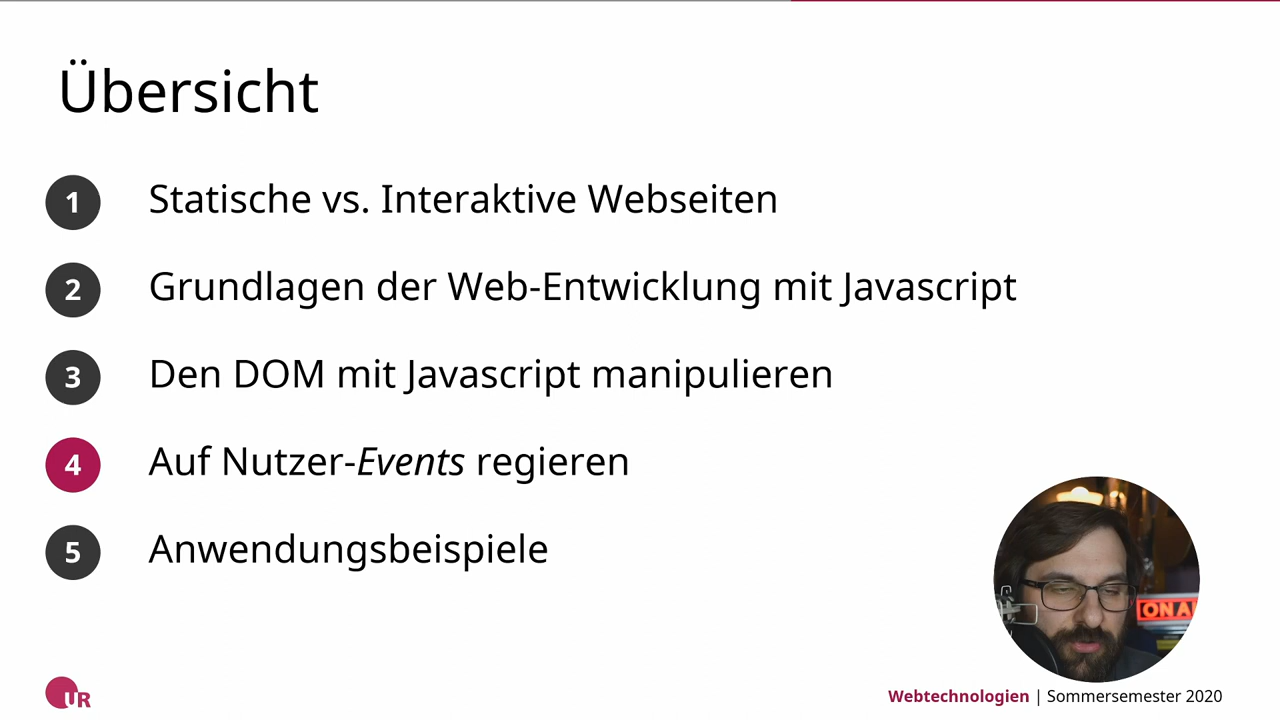 Übersicht
1 Statische vs. Interaktive Webseiten
2 Grundlagen der Web-Entwicklung mit Javascript
3 Den DOM mit Javascript manipulieren
4 Auf Nutzer-Events regieren
5 Anwendungsbeispiele
ON A
UR
Webtechnologien | Sommersemester 2020